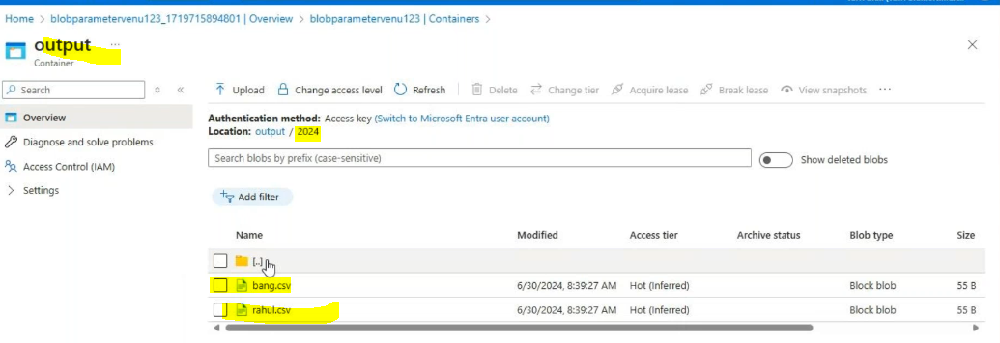 Home > blobparametervenu123_1719715894801 | Overview > blobparametervenu123 | Containers >
output ...
Container
Search
Upload Change access level Refresh Delete Change tier Acquire lease Break lease View snapshots ...
Overview
Diagnose and solve problems
Access Control (IAM)
Settings
Authentication method: Access key (Switch to Microsoft Entra user account)
Location: output / 2024
Search blobs by prefix (case-sensitive)
Show deleted blobs
Add filter
Name Modified Access tier Archive status Blob type Size
[..]
bang.csv 6/30/2024, 8:39:27 AM Hot (Inferred) Block blob 55 B
rahul.csv 6/30/2024, 8:39:27 AM Hot (Inferred) Block blob 55 B